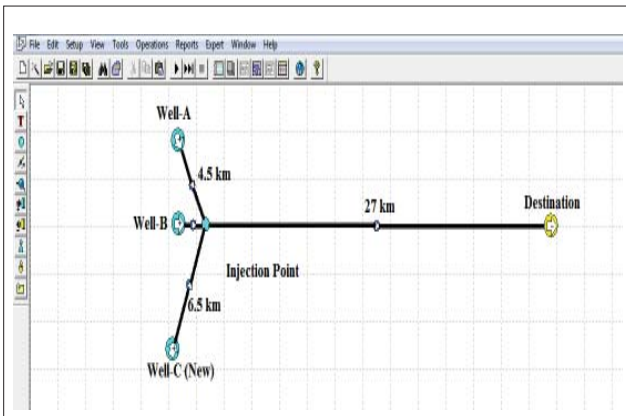 File Edit Setup View Tools Operations Reports Expert Window Help
T
Well-A
4.5 km
Well-B
27 km
Destination
Injection Point
6.5 km
Well-C (New)